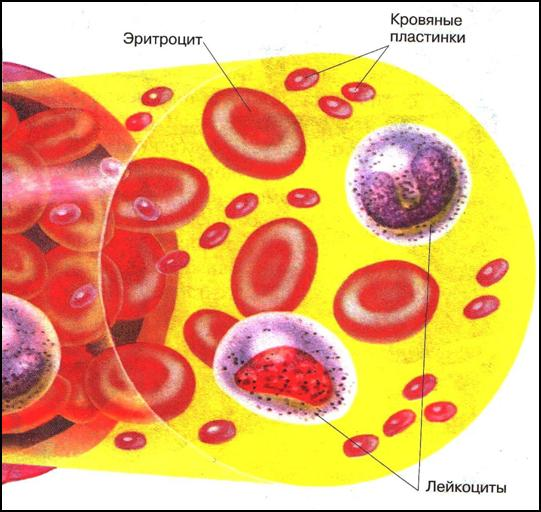 Эритроцит
Кровяные
пластинки
Лейкоциты